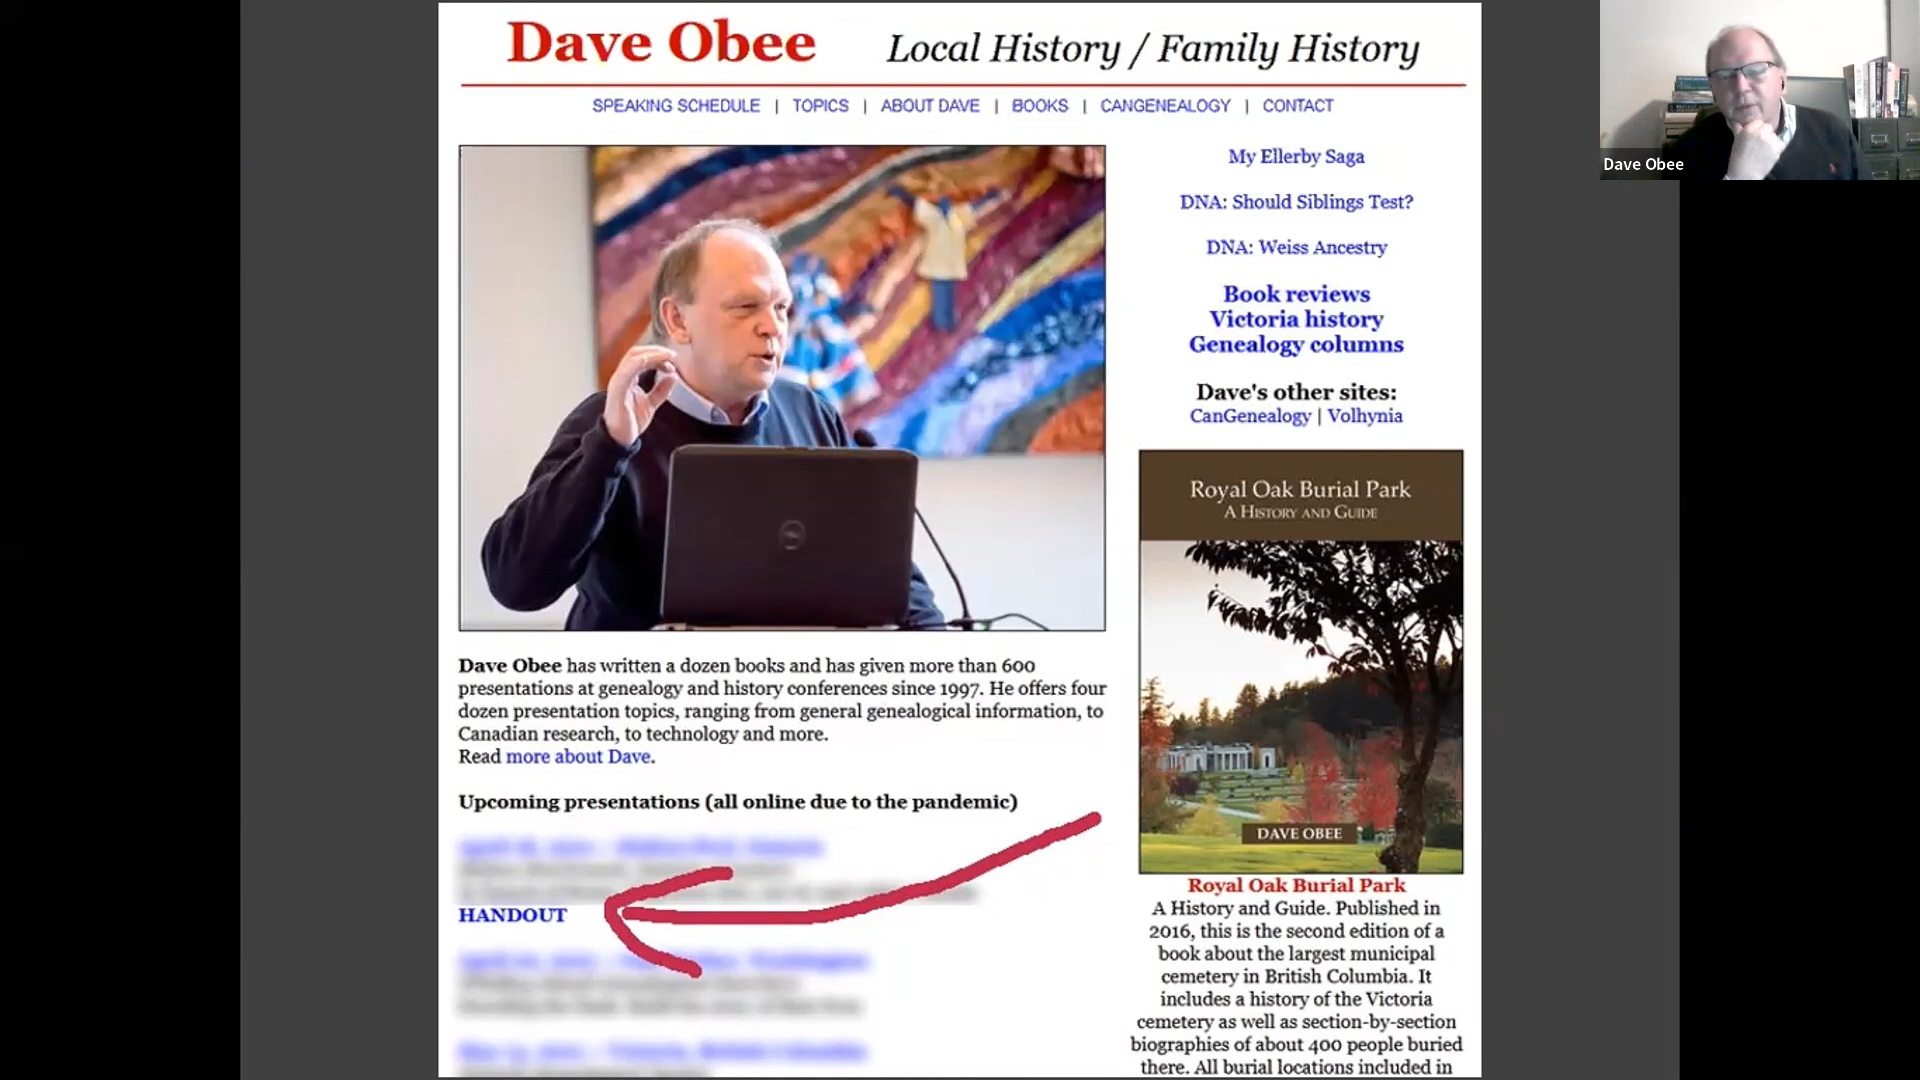 Dave Obee Local History / Family History
SPEAKING SCHEDULE | TOPICS | ABOUT DAVE | BOOKS | CANGENEALOGY | CONTACT
My Ellerby Saga
DNA: Should Siblings Test?
DNA: Weiss Ancestry
Book reviews
Victoria history
Genealogy columns
Dave's other sites:
CanGenealogy | Volhynia
Royal Oak Burial Park
A HISTORY AND GUIDE
DAVE OBEE
Royal Oak Burial Park
A History and Guide. Published in
2016, this is the second edition of a
book about the largest municipal
cemetery in British Columbia. It
includes a history of the Victoria
cemetery as well as section-by-section
biographies of about 400 people buried
there. All burial locations included in
Dave Obee has written a dozen books and has given more than 600
presentations at genealogy and history conferences since 1997. He offers four
dozen presentation topics, ranging from general genealogical information, to
Canadian research, to technology and more.
Read more about Dave.
Upcoming presentations (all online due to the pandemic)
HANDOUT
Dave Obee